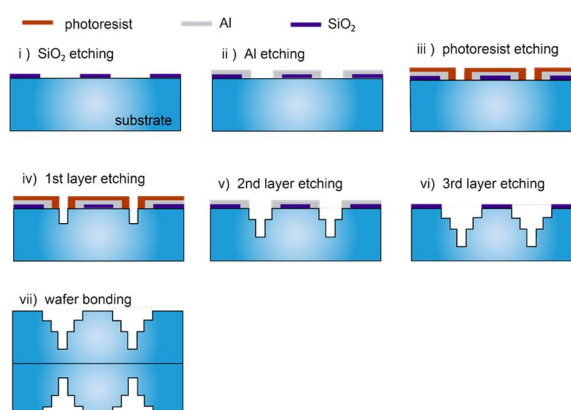 photoresist Al SiO₂
i ) SiO₂ etching ii ) Al etching iii ) photoresist etching
substrate
iv) 1st layer etching v) 2nd layer etching vi) 3rd layer etching
vii) wafer bonding